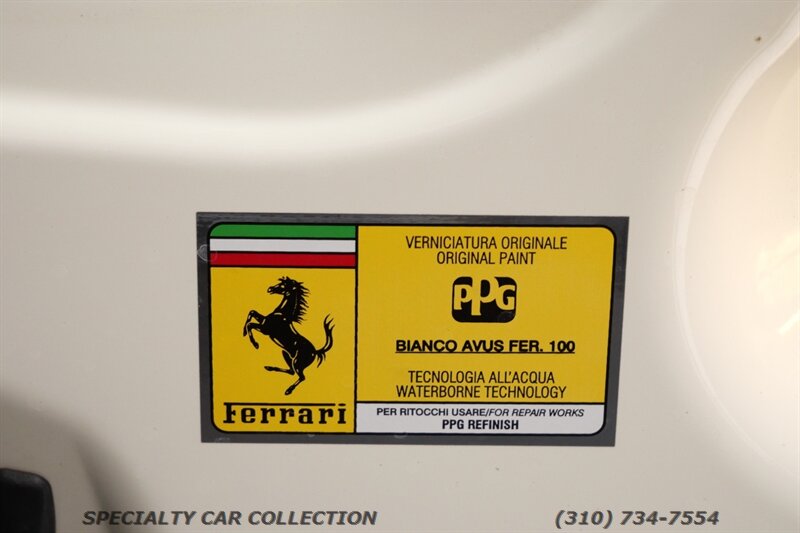 VERNICIATURA ORIGINALE
ORIGINAL PAINT
PPG
BIANCO AVUS FER. 100
TECNOLOGIA ALL'ACQUA
WATERBORNE TECHNOLOGY
Ferrari
PER RITOCCHI USARE/FOR REPAIR WORKS
PPG REFINISH
SPECIALTY CAR COLLECTION
(310) 734-7554